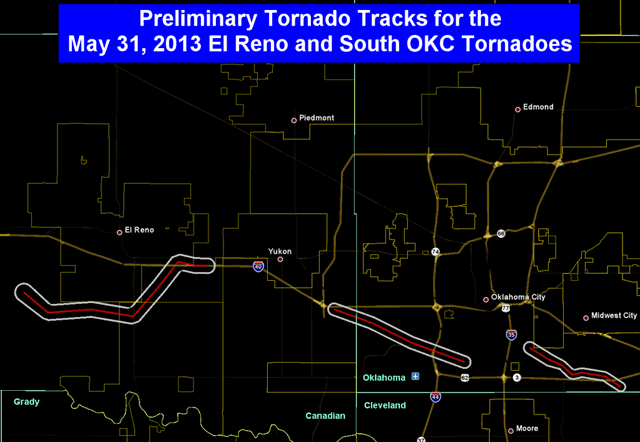 Preliminary Tornado Tracks for the
May 31, 2013 El Reno and South OKC Tornadoes
Edmond
Piedmont
El Reno
66
Yukon
74
40
Oklahoma City
77
Midwest City
35
Oklahoma
62
3
Grady
Canadian
Cleveland
44
Moore
37